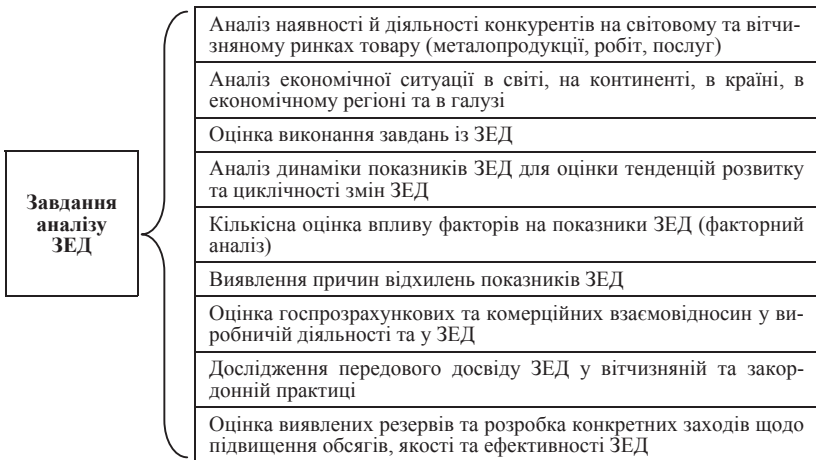 Завдання
аналізу
ЗЕД
Аналіз наявності й діяльності конкурентів на світовому та вітчи-
зняному ринках товару (металопродукції, робіт, послуг)
Аналіз економічної ситуації в світі, на континенті, в країні, в
економічному регіоні та в галузі
Оцінка виконання завдань із ЗЕД
Аналіз динаміки показників ЗЕД для оцінки тенденцій розвитку
та циклічності змін ЗЕД
Кількісна оцінка впливу факторів на показники ЗЕД (факторний
аналіз)
Виявлення причин відхилень показників ЗЕД
Оцінка госпрозрахункових та комерційних взаємовідносин у ви-
робничій діяльності та у ЗЕД
Дослідження передового досвіду ЗЕД у вітчизняній та закор-
донній практиці
Оцінка виявлених резервів та розробка конкретних заходів щодо
підвищення обсягів, якості та ефективності ЗЕД